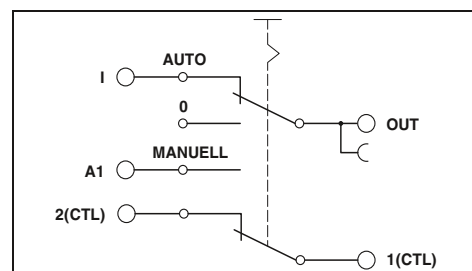 AUTO
I
0
OUT
MANUELL
A1
2(CTL)
1(CTL)